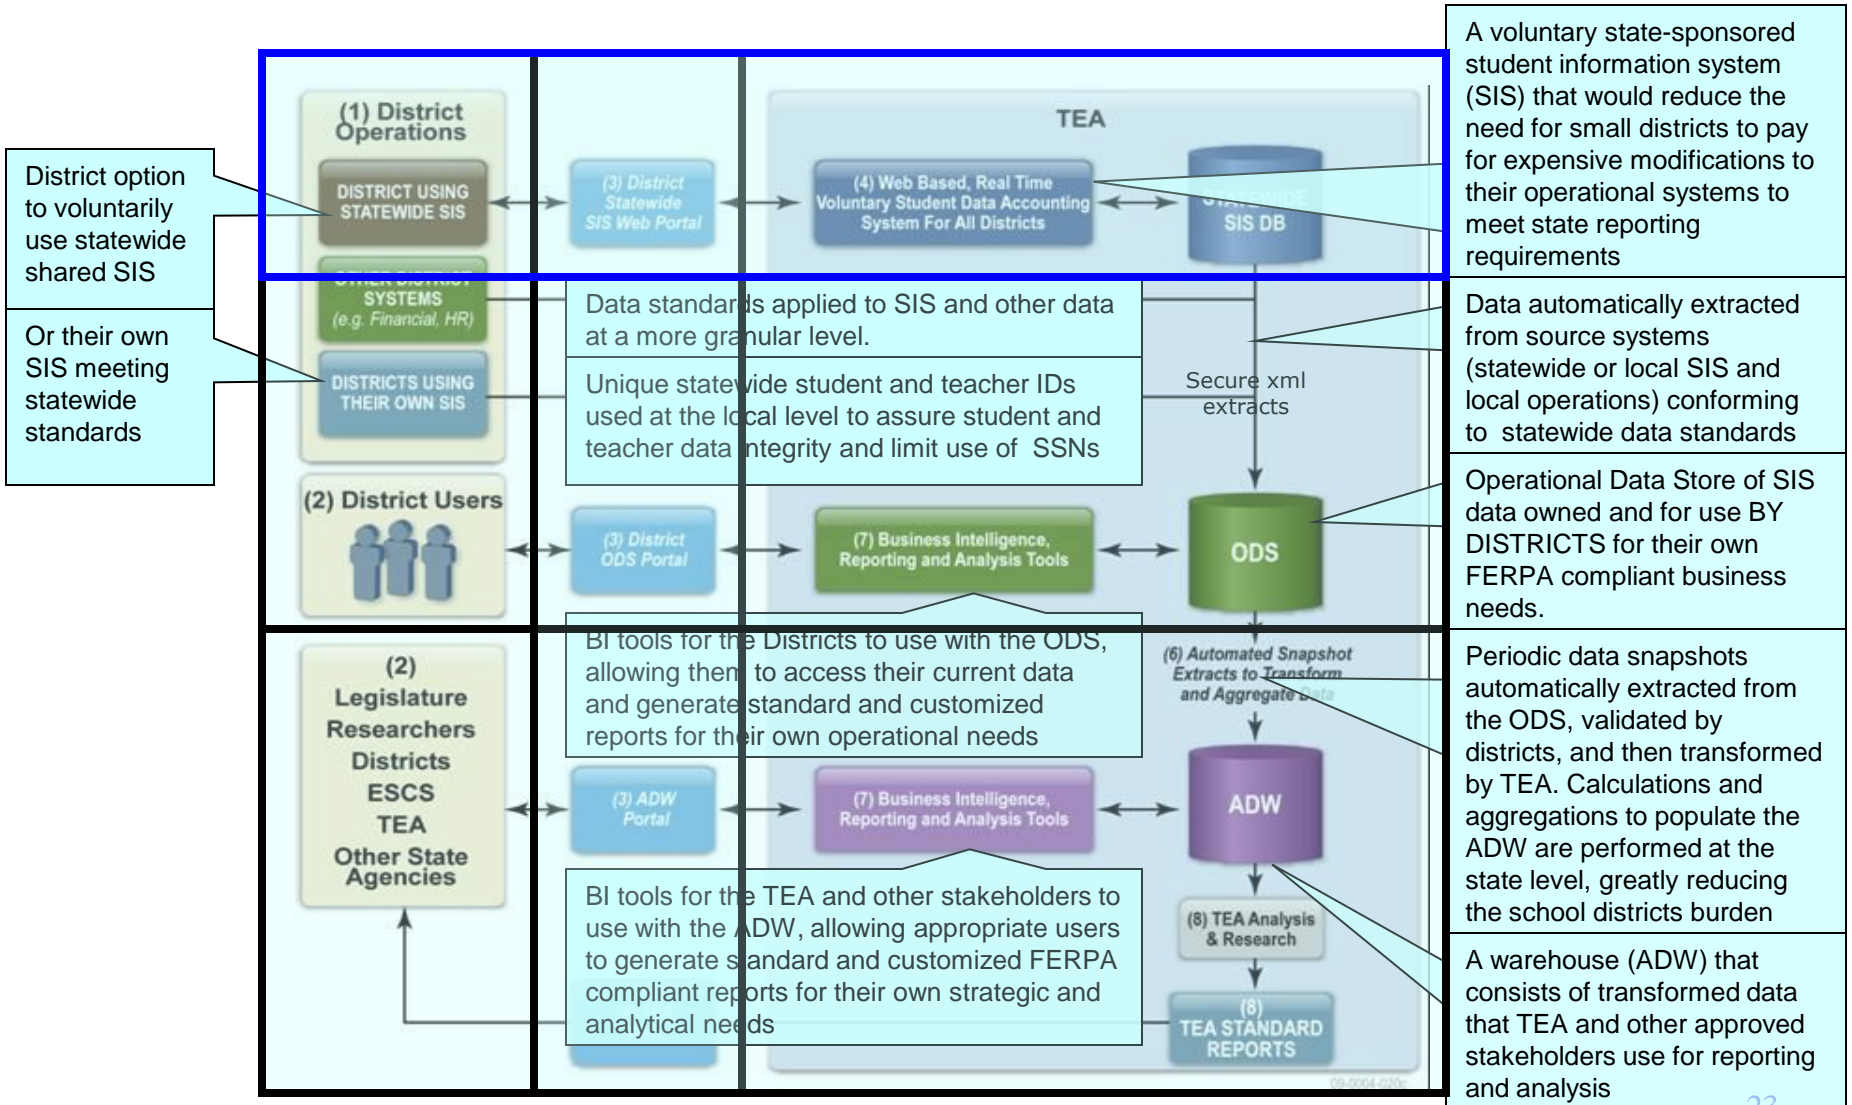 A voluntary state-sponsored
student information system
(SIS) that would reduce the
need for small districts to pay
for expensive modifications to
their operational systems to
meet state reporting
requirements
(1) District
Operations
TEA
District option
to voluntarily
use statewide
shared SIS
DISTRICT USING
STATEWIDE SIS
(3) District
Statewide
SIS Web Portal
(4) Web Based, Real Time
Voluntary Student Data Accounting
System For All Districts
STATEWIDE
SIS DB
OTHER DISTRICT
SYSTEMS
(e.g. Financial, HR)
Data standards applied to SIS and other data
at a more granular level.
Data automatically extracted
from source systems
(statewide or local SIS and
local operations) conforming
to statewide data standards
Or their own
SIS meeting
statewide
standards
DISTRICTS USING
THEIR OWN SIS
Unique statewide student and teacher IDs
used at the local level to assure student and
teacher data integrity and limit use of SSNs
Secure xml
extracts
(2) District Users
(3) District
ODS Portal
(7) Business Intelligence,
Reporting and Analysis Tools
ODS
Operational Data Store of SIS
data owned and for use BY
DISTRICTS for their own
FERPA compliant business
needs.
BI tools for the Districts to use with the ODS,
allowing them to access their current data
and generate standard and customized
reports for their own operational needs
(6) Automated Snapshot
Extracts to Transform
and Aggregate Data
Periodic data snapshots
automatically extracted from
the ODS, validated by
districts, and then transformed
by TEA. Calculations and
aggregations to populate the
ADW are performed at the
state level, greatly reducing
the school districts burden
(2)
Legislature
Researchers
Districts
ESCS
TEA
Other State
Agencies
(3) ADW
Portal
(7) Business Intelligence,
Reporting and Analysis Tools
ADW
BI tools for the TEA and other stakeholders to
use with the ADW, allowing appropriate users
to generate standard and customized FERPA
compliant reports for their own strategic and
analytical needs
(8) TEA Analysis
& Research
(8)
TEA STANDARD
REPORTS
A warehouse (ADW) that
consists of transformed data
that TEA and other approved
stakeholders use for reporting
and analysis
09-0004-020c
23